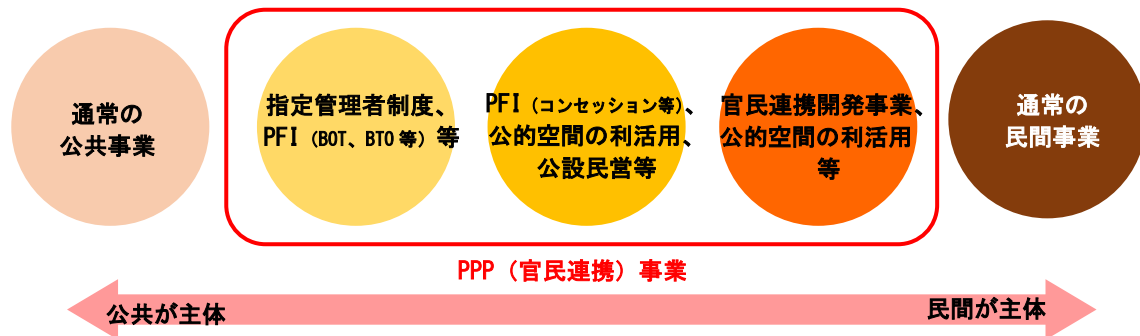 通常の
公共事業
指定管理者制度、
PFI（BOT、BTO等）等
PFI（コンセッション等）、
公的空間の利活用、
公設民営等
官民連携開発事業、
公的空間の利活用
等
通常の
民間事業
PPP（官民連携）事業
公共が主体
民間が主体